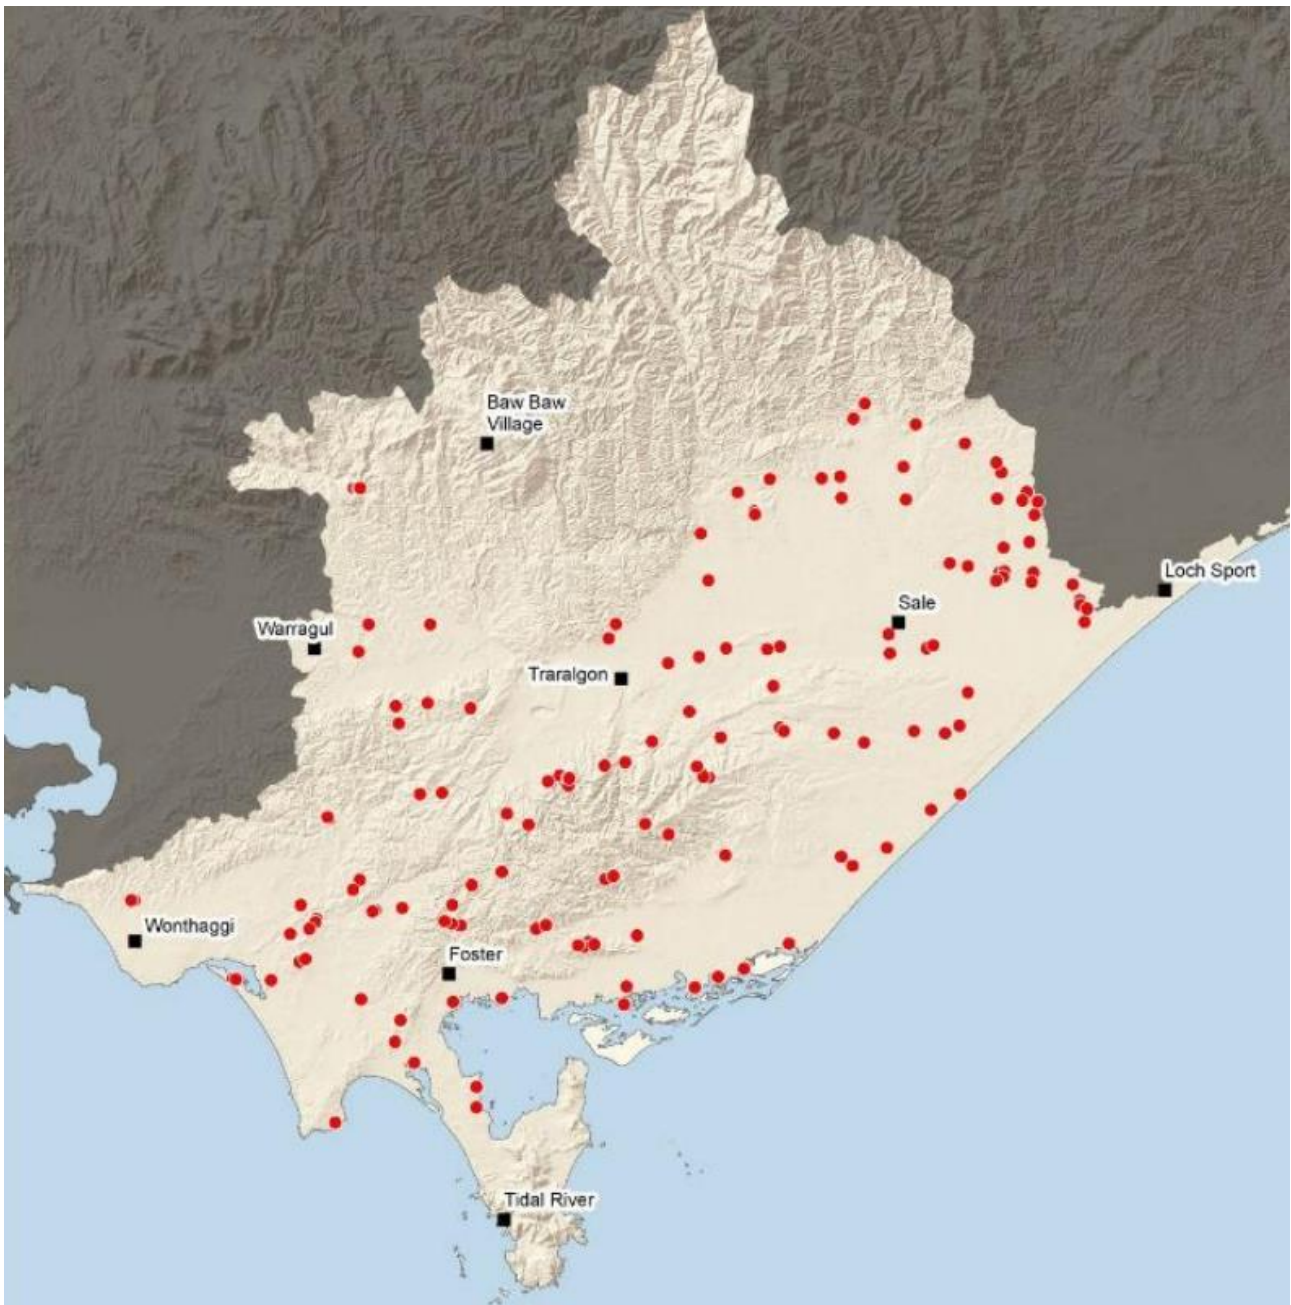 Baw Baw
Village
Loch Sport
Sale
Warragul
Traralgon
Wonthaggi
Foster
Tidal River